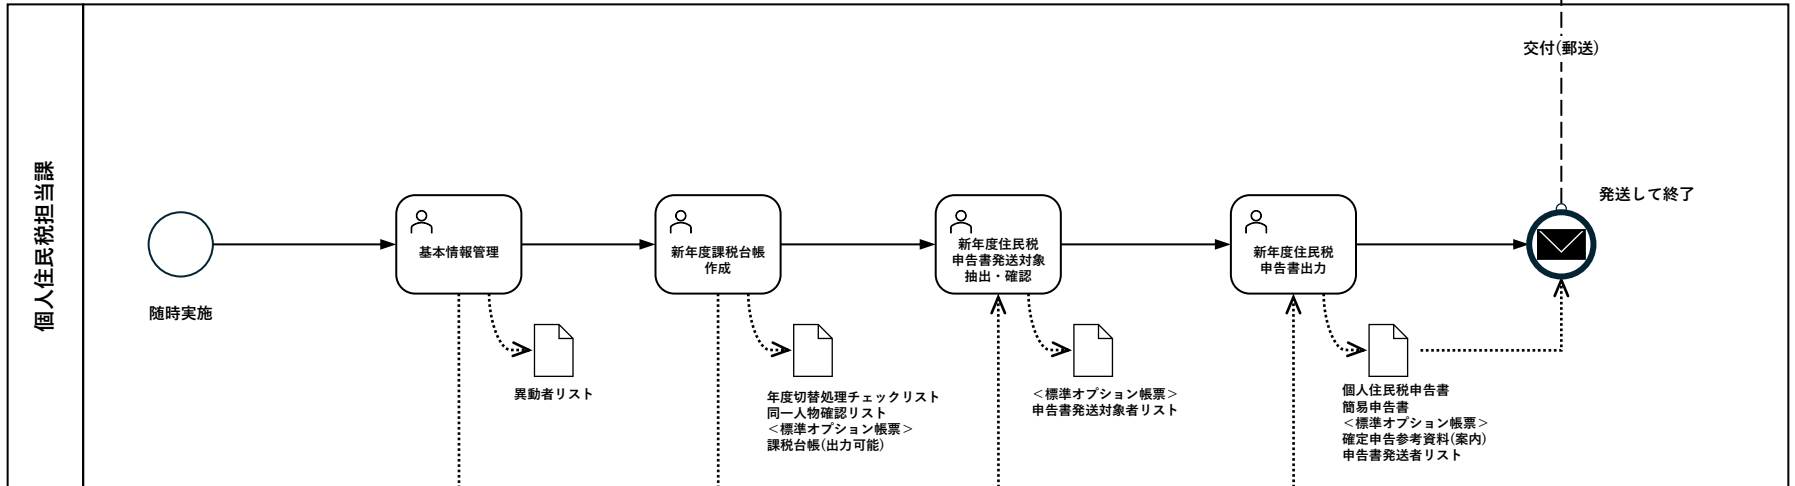 交付(郵送)
個人住民税担当課
発送して終了
随時実施
基本情報管理
新年度課税台帳
作成
新年度住民税
申告書発送対象
抽出・確認
新年度住民税
申告書出力
異動者リスト
年度切替処理チェックリスト
同一人物確認リスト
＜標準オプション帳票＞
課税台帳(出力可能)
＜標準オプション帳票＞
申告書発送対象者リスト
個人住民税申告書
簡易申告書
＜標準オプション帳票＞
確定申告参考資料(案内)
申告書発送者リスト